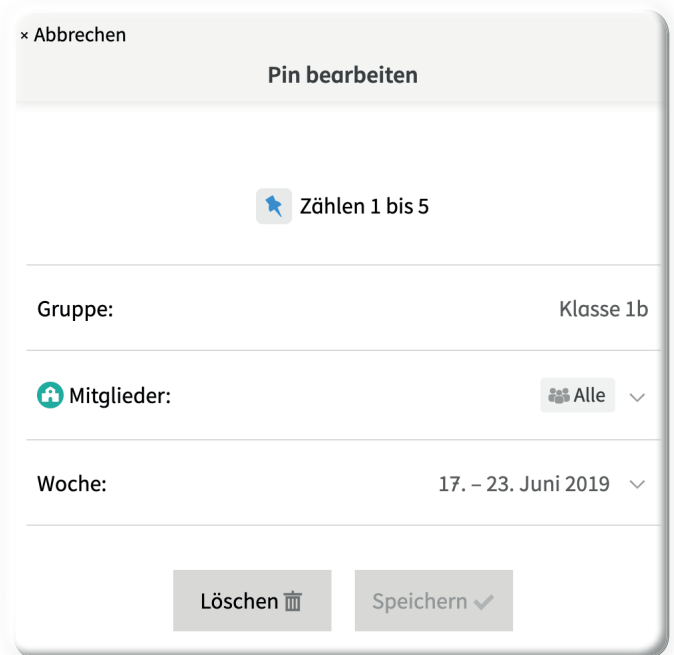 × Abbrechen
Pin bearbeiten
Zählen 1 bis 5
Gruppe: Klasse 1b
Mitglieder: Alle
Woche: 17. – 23. Juni 2019
Löschen Speichern